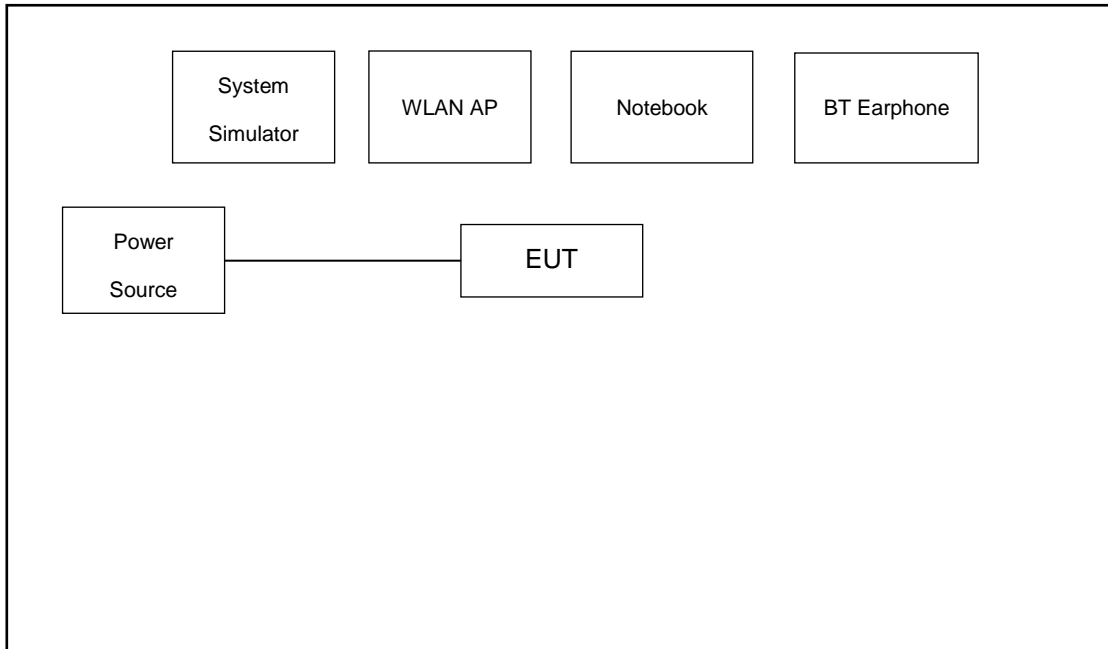 System
Simulator
WLAN AP
Notebook
BT Earphone
Power
Source
EUT